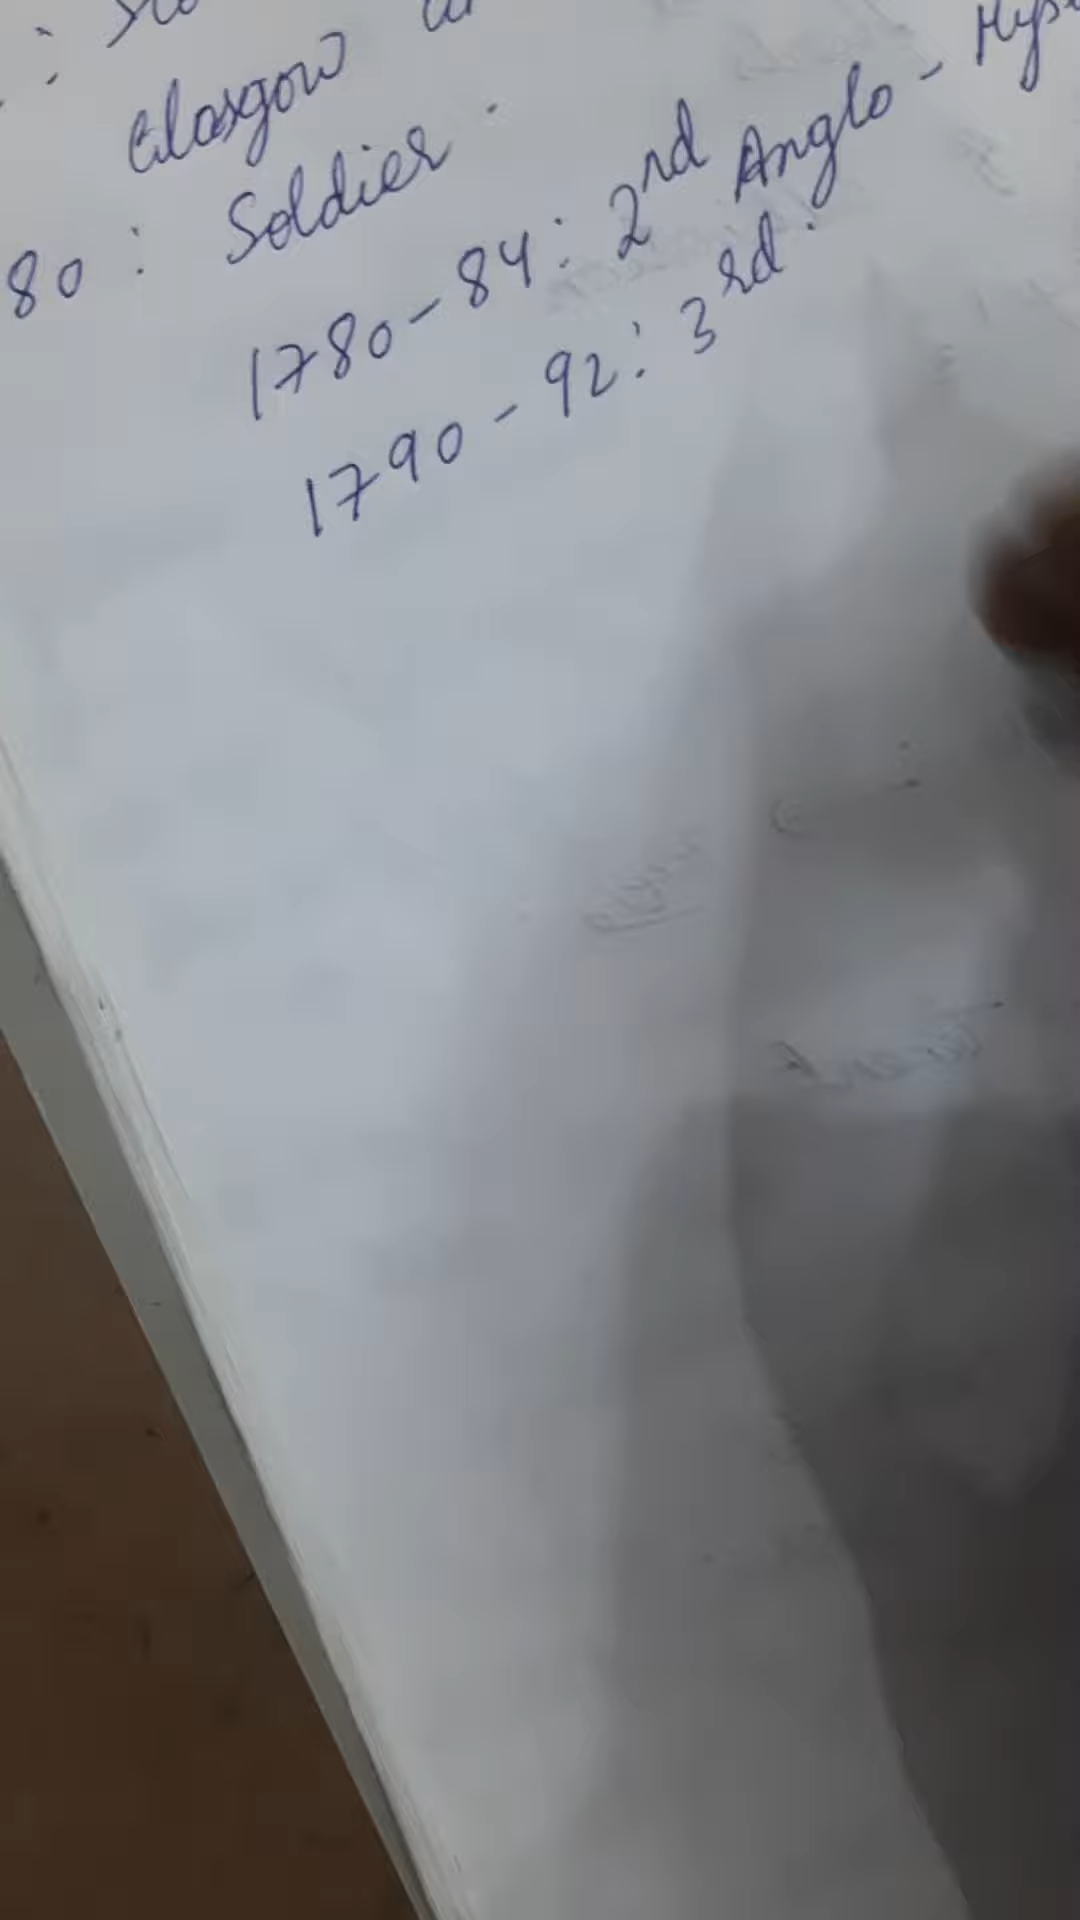 Glasgow
80 : Soldier.
1780-84: 2nd Anglo-
1790-92: 3rd.